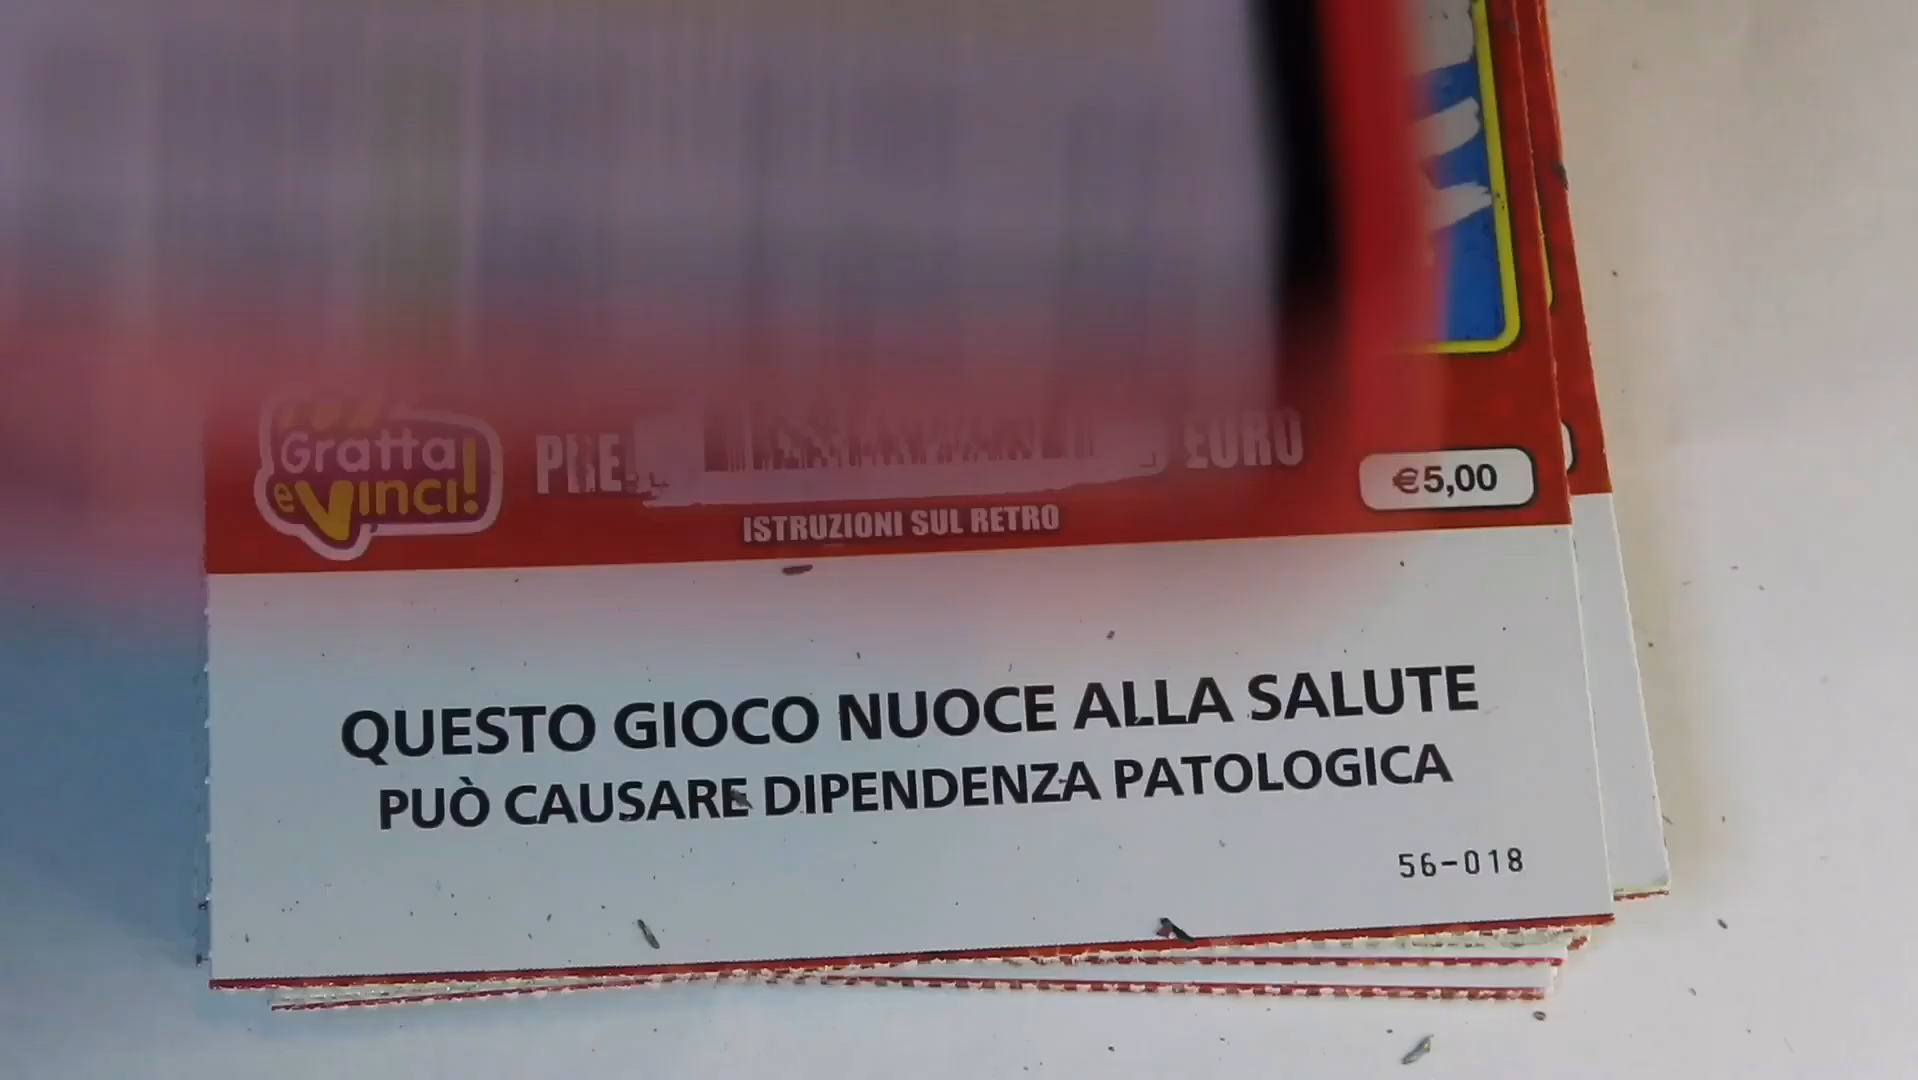 Gratta
e Vinci!
EURO
€5,00
ISTRUZIONI SUL RETRO
QUESTO GIOCO NUOCE ALLA SALUTE
PUÒ CAUSARE DIPENDENZA PATOLOGICA
56-018